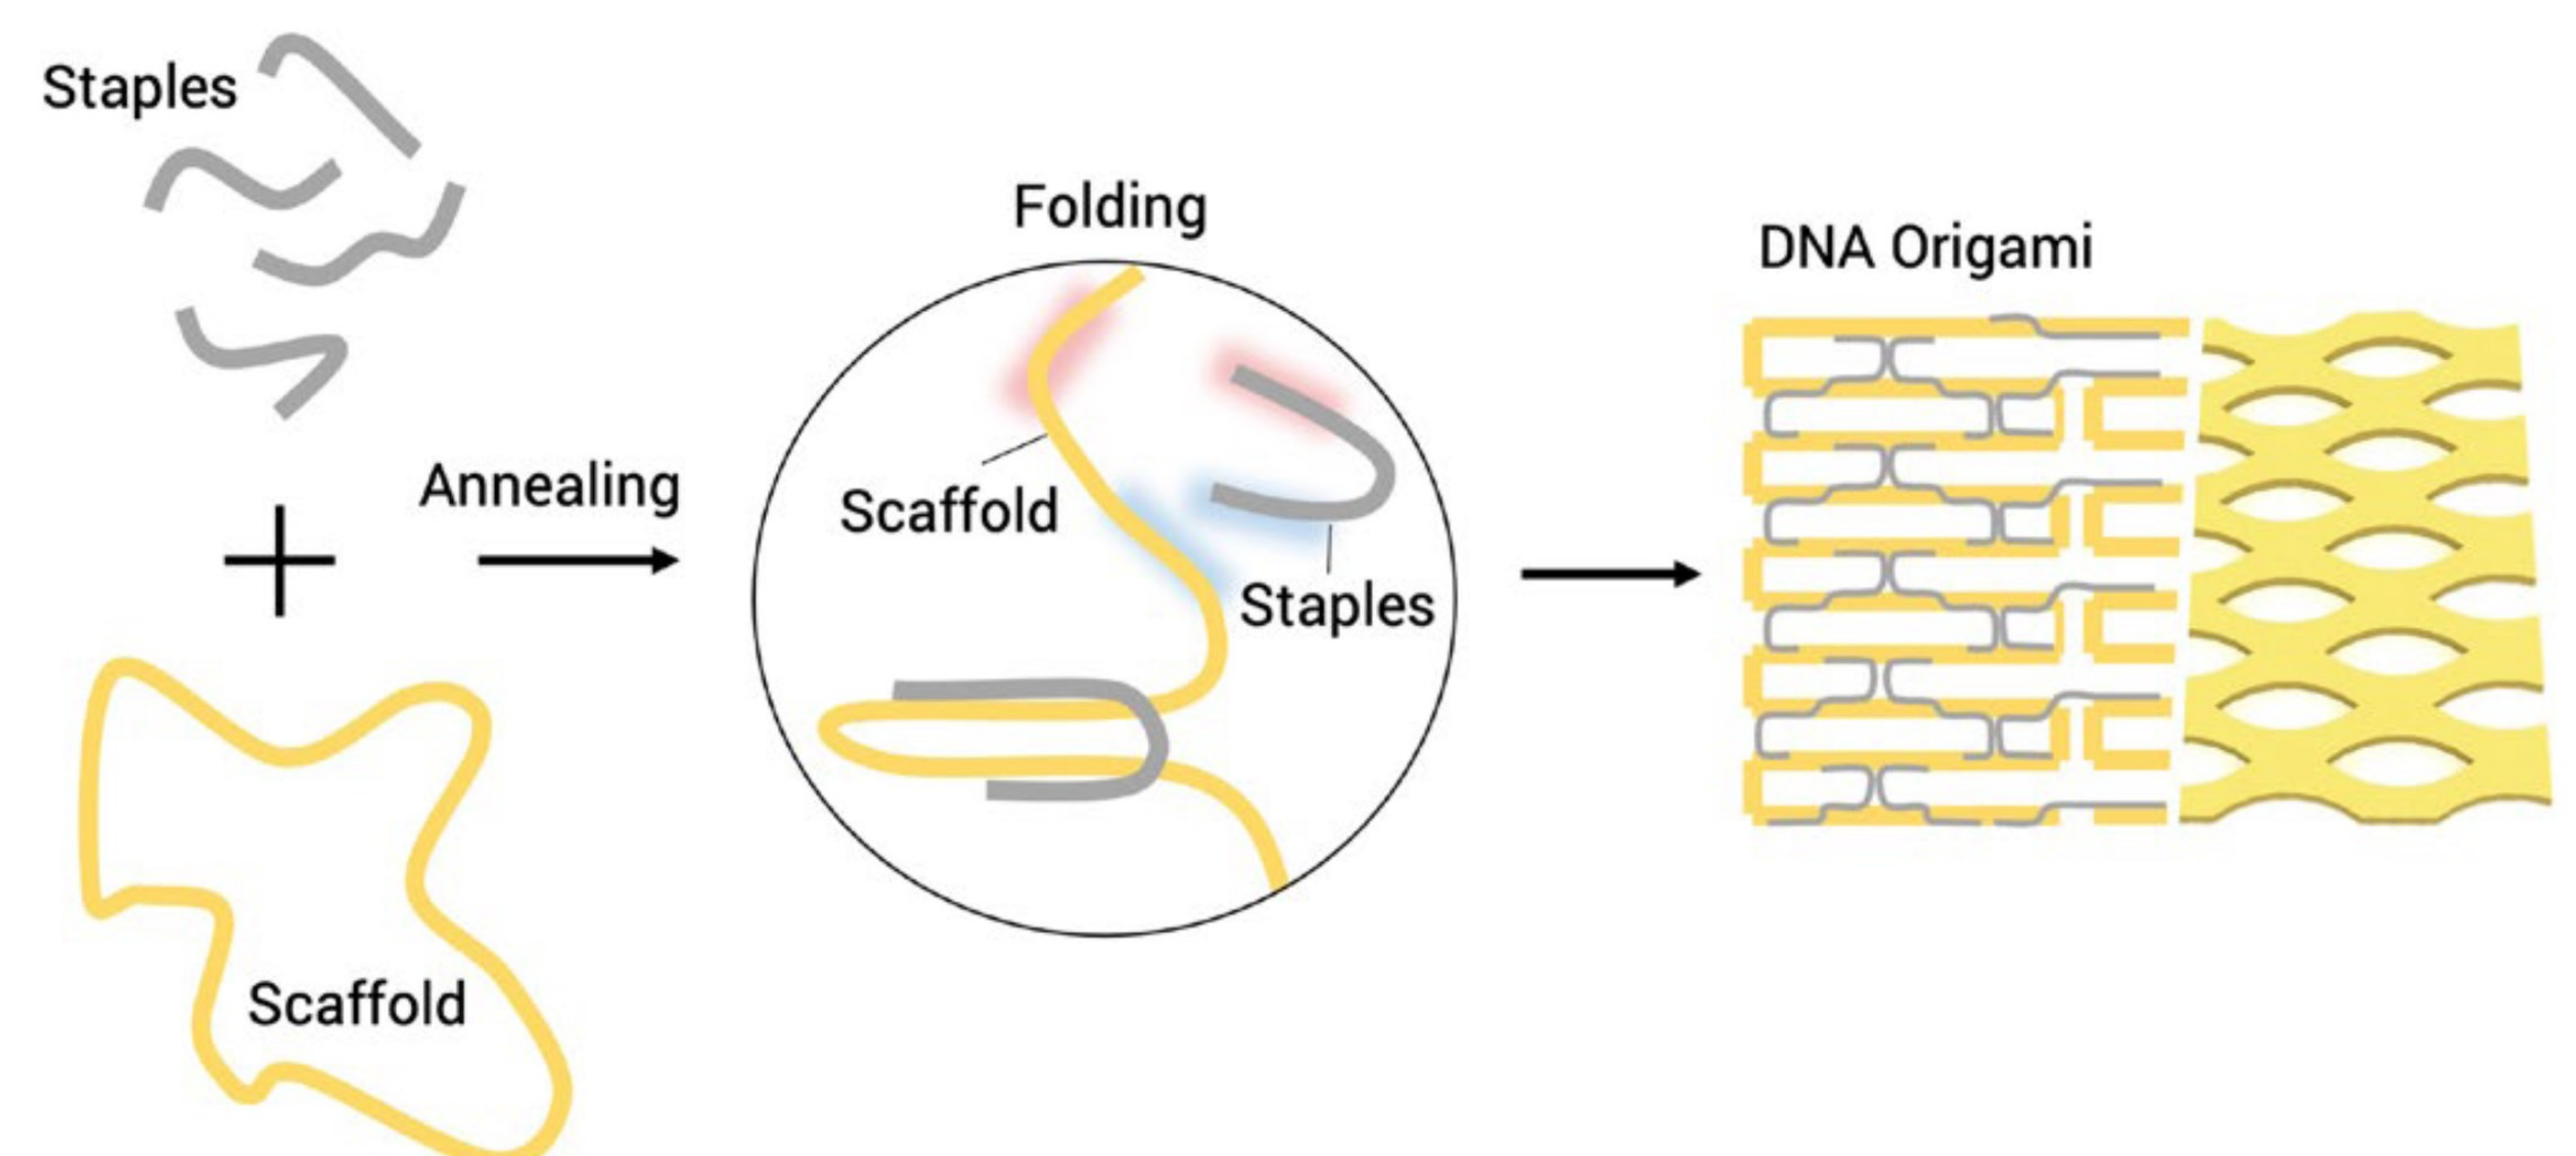 Staples
Annealing
Scaffold
Folding
Scaffold
Staples
DNA Origami